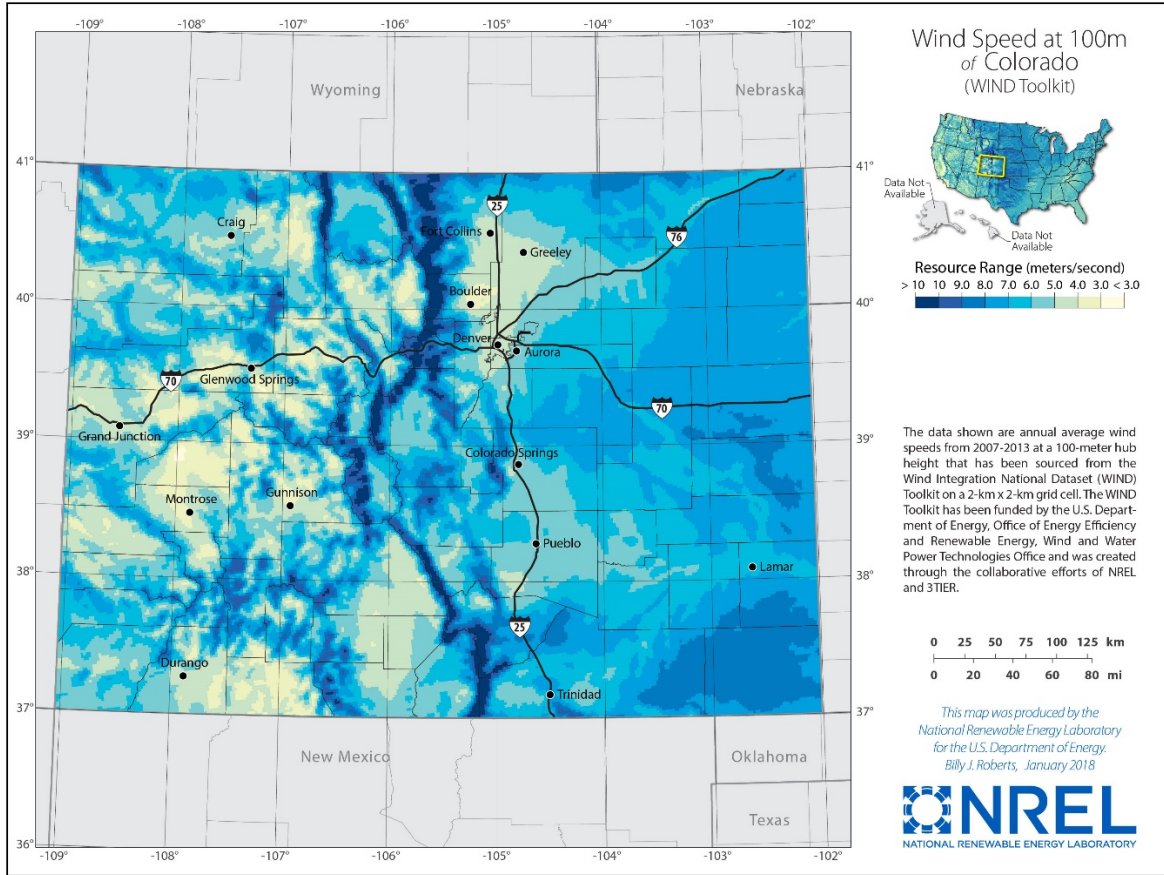 -109°
-108°
-107°
-106°
-105°
-104°
-103°
-102°
Wyoming
Nebraska
41°
41°
25
Craig
Fort Collins
76
Greeley
40°
Boulder
40°
Denver
Aurora
70
Glenwood Springs
70
39°
Grand Junction
39°
Colorado Springs
Montrose
Gunnison
Pueblo
38°
Lamar
38°
25
Durango
Trinidad
37°
37°
New Mexico
Oklahoma
Texas
36°
-109°
-108°
-107°
-106°
-105°
-104°
-103°
-102°
Wind Speed at 100m
of Colorado
(WIND Toolkit)
Data Not
Available
Data Not
Available
Resource Range (meters/second)
> 10 10 9.0 8.0 7.0 6.0 5.0 4.0 3.0 < 3.0
The data shown are annual average wind
speeds from 2007-2013 at a 100-meter hub
height that has been sourced from the
Wind Integration National Dataset (WIND)
Toolkit on a 2-km x 2-km grid cell. The WIND
Toolkit has been funded by the U.S. Depart-
ment of Energy, Office of Energy Efficiency
and Renewable Energy, Wind and Water
Power Technologies Office and was created
through the collaborative efforts of NREL
and 3TIER.
0 25 50 75 100 125 km
0 20 40 60 80 mi
This map was produced by the
National Renewable Energy Laboratory
for the U.S. Department of Energy.
Billy J. Roberts, January 2018
NREL
NATIONAL RENEWABLE ENERGY LABORATORY